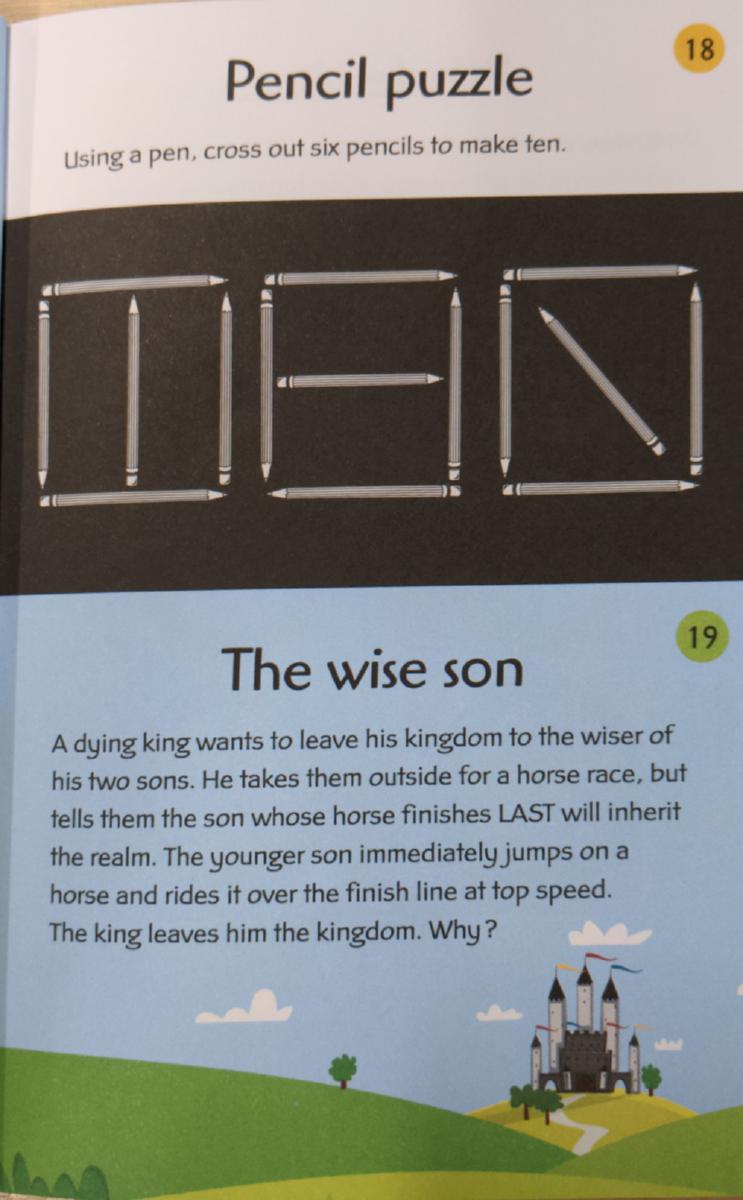 18
Pencil puzzle
Using a pen, cross out six pencils to make ten.
19
The wise son
A dying king wants to leave his kingdom to the wiser of
his two sons. He takes them outside for a horse race, but
tells them the son whose horse finishes LAST will inherit
the realm. The younger son immediately jumps on a
horse and rides it over the finish line at top speed.
The king leaves him the kingdom. Why?